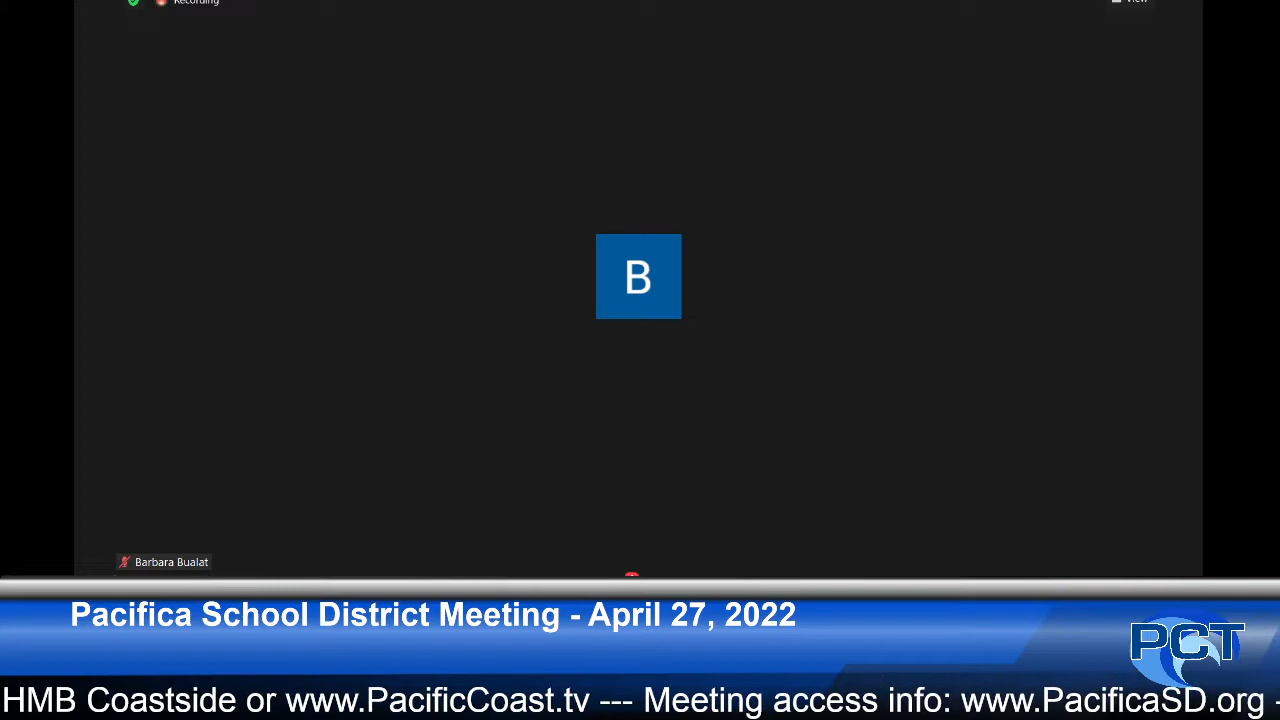 Recording
View
B
Barbara Bualat
Pacifica School District Meeting - April 27, 2022
PCT
HMB Coastside or www.PacificCoast.tv --- Meeting access info: www.PacificaSD.org -